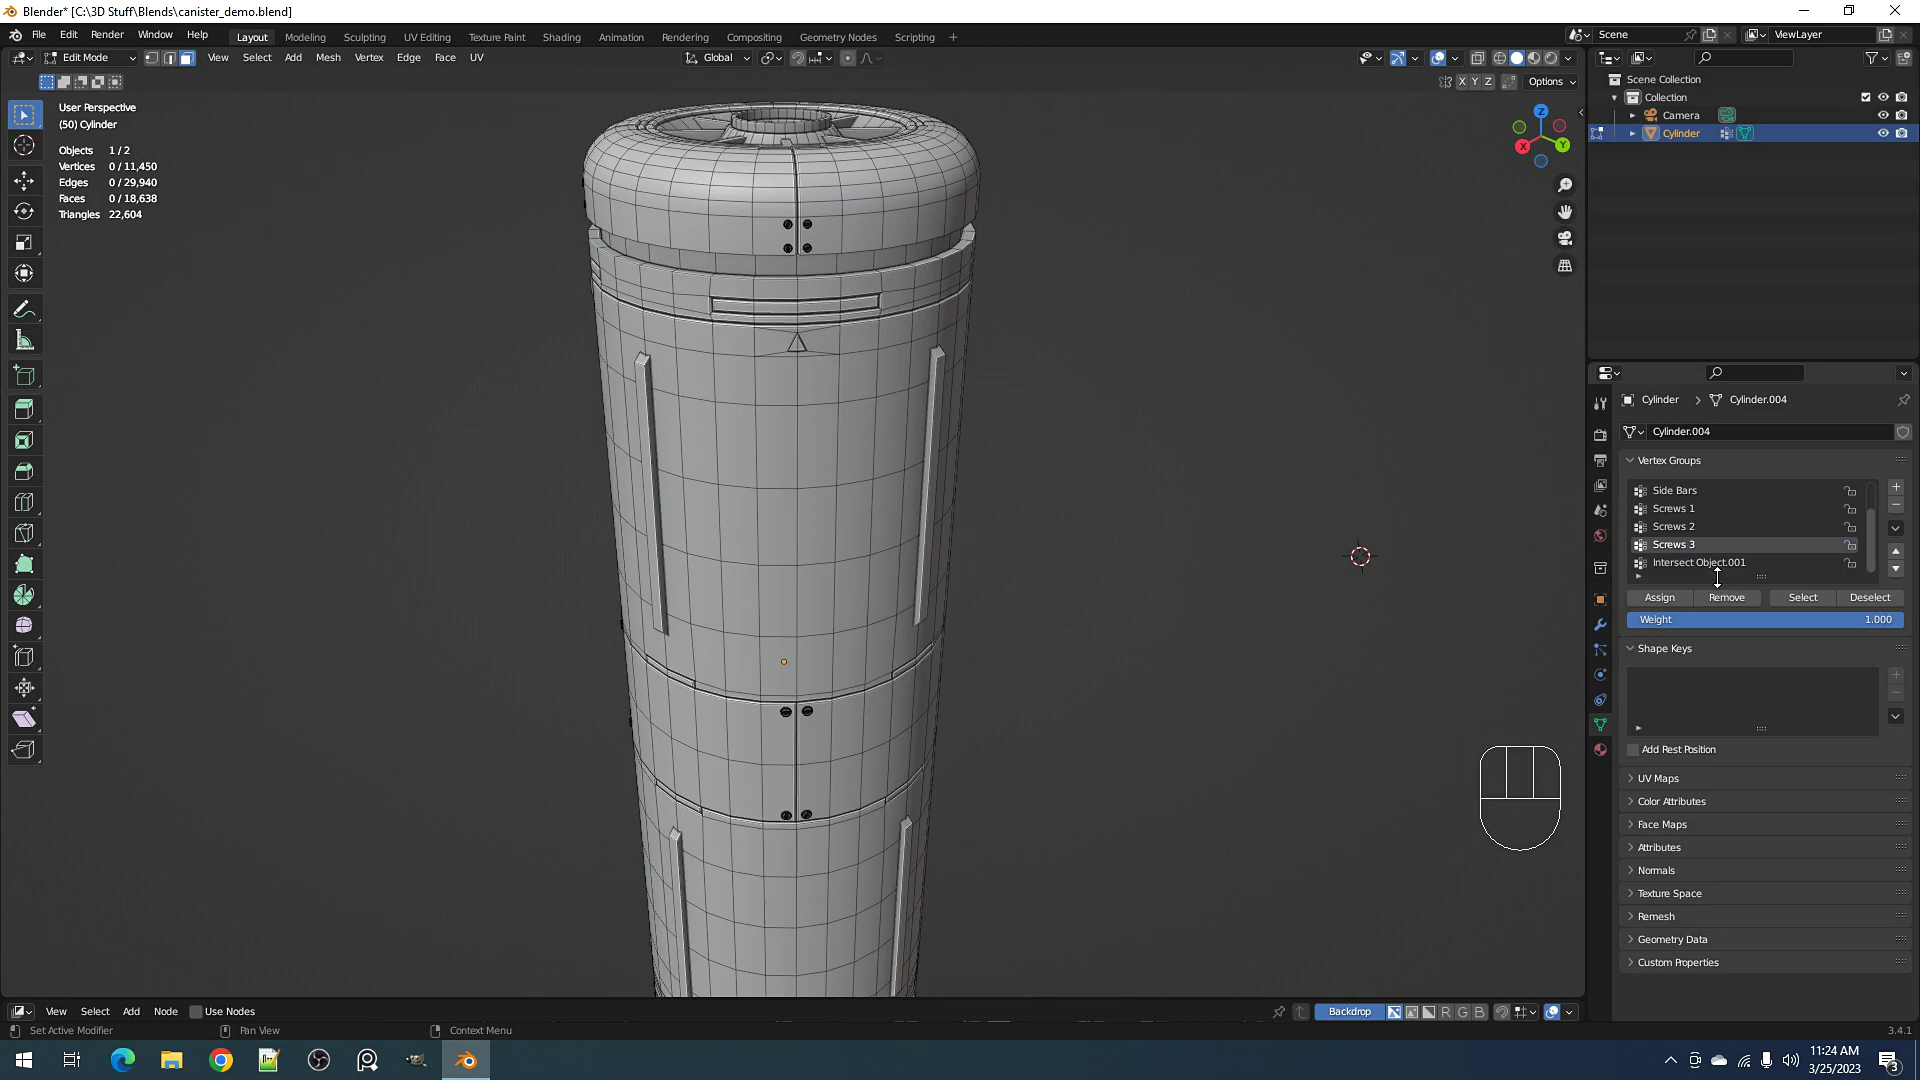 Blender* [C:\3D Stuff\Blends\canister_demo.blend]
File Edit Render Window Help Layout Modeling Sculpting UV Editing Texture Paint Shading Animation Rendering Compositing Geometry Nodes Scripting + Scene ViewLayer
Edit Mode View Select Add Mesh Vertex Edge Face UV Global
X Y Z Options
User Perspective
(50) Cylinder
Objects 1 / 2
Vertices 0 / 11,450
Edges 0 / 29,940
Faces 0 / 18,638
Triangles 22,604
Z
X
Y
Scene Collection
Collection
Camera
Cylinder
Cylinder > Cylinder.004
Cylinder.004
Vertex Groups
Side Bars
Screws 1
Screws 2
Screws 3
Intersect Object.001
Assign Remove Select Deselect
Weight 1.000
Shape Keys
Add Rest Position
UV Maps
Color Attributes
Face Maps
Attributes
Normals
Texture Space
Remesh
Geometry Data
Custom Properties
View Select Add Node Use Nodes Backdrop R G B
Set Active Modifier Pan View Context Menu 3.4.1
11:24 AM
3/25/2023
3